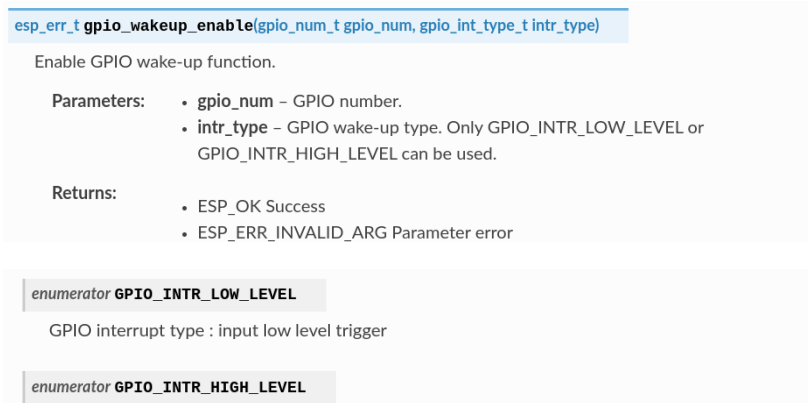 esp_err_t gpio_wakeup_enable(gpio_num_t gpio_num, gpio_int_type_t intr_type)
Enable GPIO wake-up function.
Parameters:
• gpio_num – GPIO number.
• intr_type – GPIO wake-up type. Only GPIO_INTR_LOW_LEVEL or
GPIO_INTR_HIGH_LEVEL can be used.
Returns:
• ESP_OK Success
• ESP_ERR_INVALID_ARG Parameter error
enumerator GPIO_INTR_LOW_LEVEL
GPIO interrupt type : input low level trigger
enumerator GPIO_INTR_HIGH_LEVEL